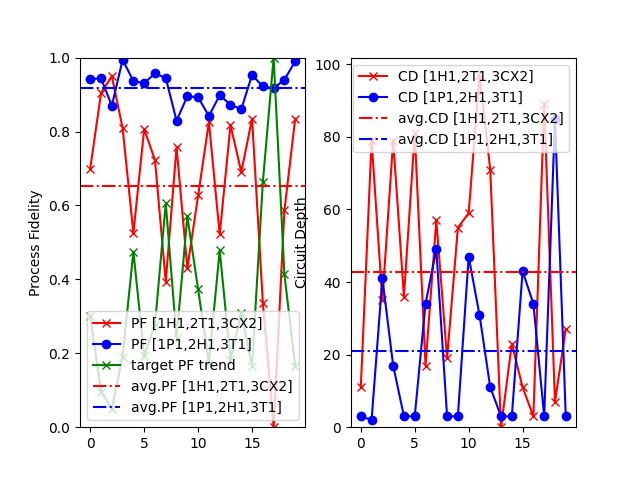 1.0
0.8
0.6
0.4
0.2
0.0
Process Fidelity
0
5
10
15
PF [1H1,2T1,3CX2]
PF [1P1,2H1,3T1]
target PF trend
avg.PF [1H1,2T1,3CX2]
avg.PF [1P1,2H1,3T1]
100
80
60
40
20
0
Circuit Depth
0
5
10
15
CD [1H1,2T1,3CX2]
CD [1P1,2H1,3T1]
avg.CD [1H1,2T1,3CX2]
avg.CD [1P1,2H1,3T1]